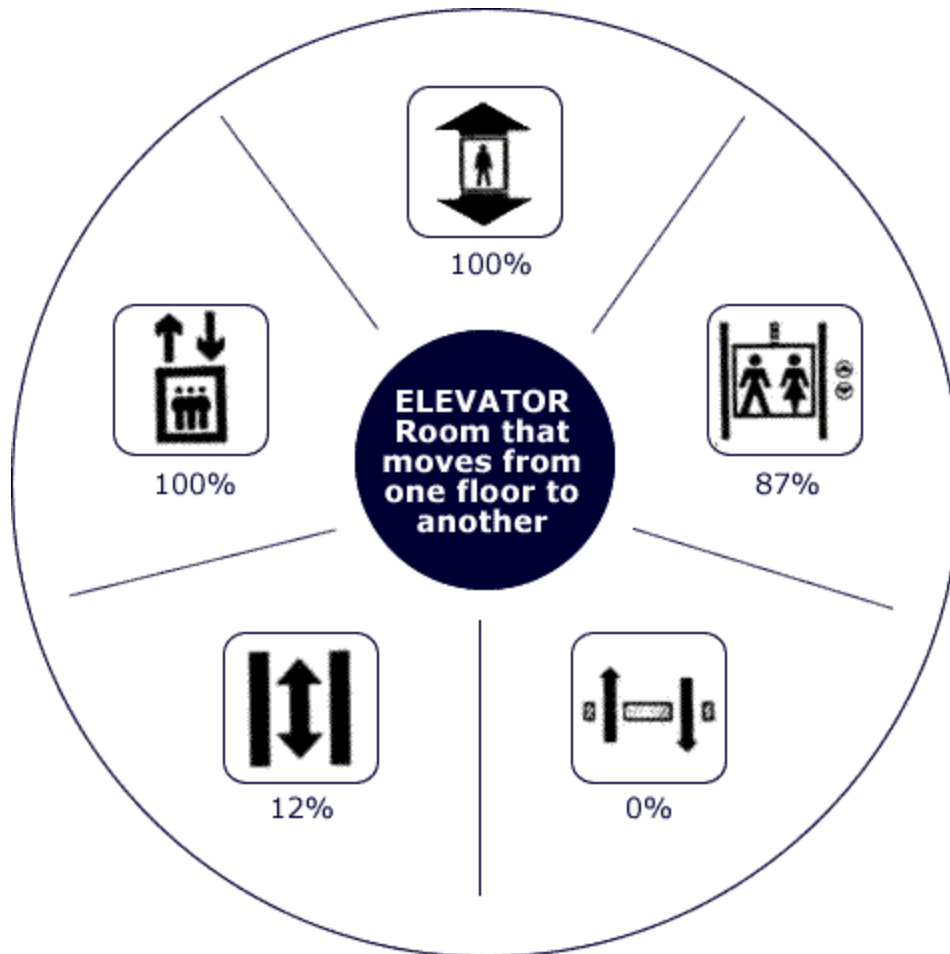 100%
100%
87%
ELEVATOR
Room that
moves from
one floor to
another
12%
0%